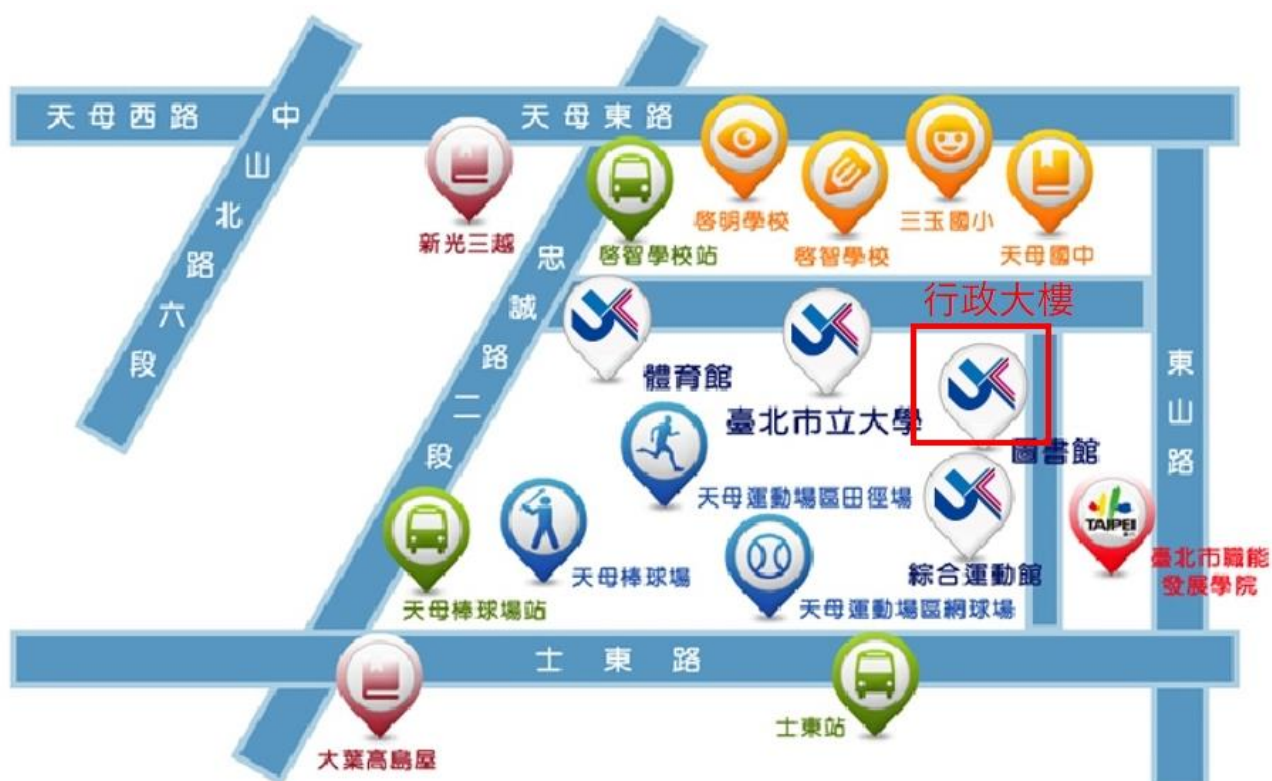 天母西路
中山北路六段
天母東路
新光三越
忠誠路二段
啓智學校站
啓明學校
啓智學校
三玉國小
天母國中
行政大樓
東山路
體育館
臺北市立大學
圖書館
天母運動場區田徑場
TAIPEI
臺北市職能
發展學院
天母棒球場
綜合運動館
天母棒球場站
天母運動場區網球場
士東路
士東站
大葉高島屋